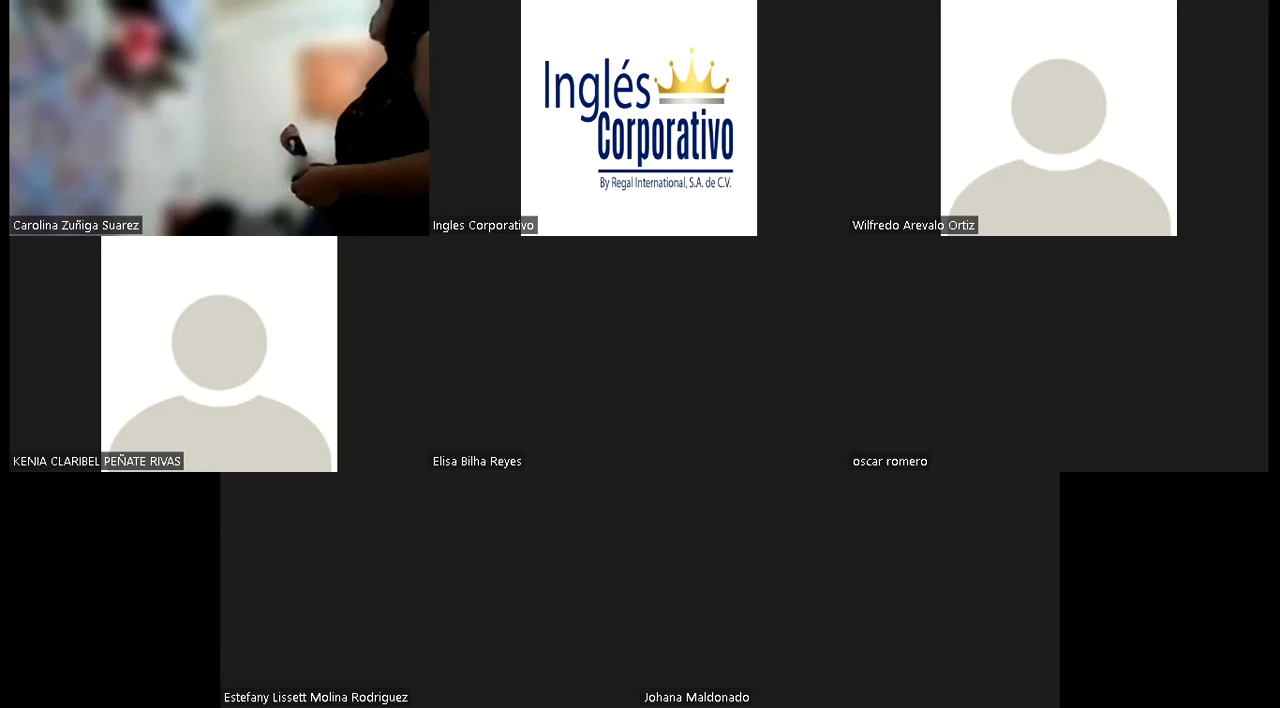 Inglés
Corporativo
By Regal International, S.A. de C.V.
Carolina Zuñiga Suarez
Ingles Corporativo
Wilfredo Arevalo Ortiz
KENIA CLARIBEL PEÑATE RIVAS
Elisa Bilha Reyes
oscar romero
Estefany Lissett Molina Rodriguez
Johana Maldonado